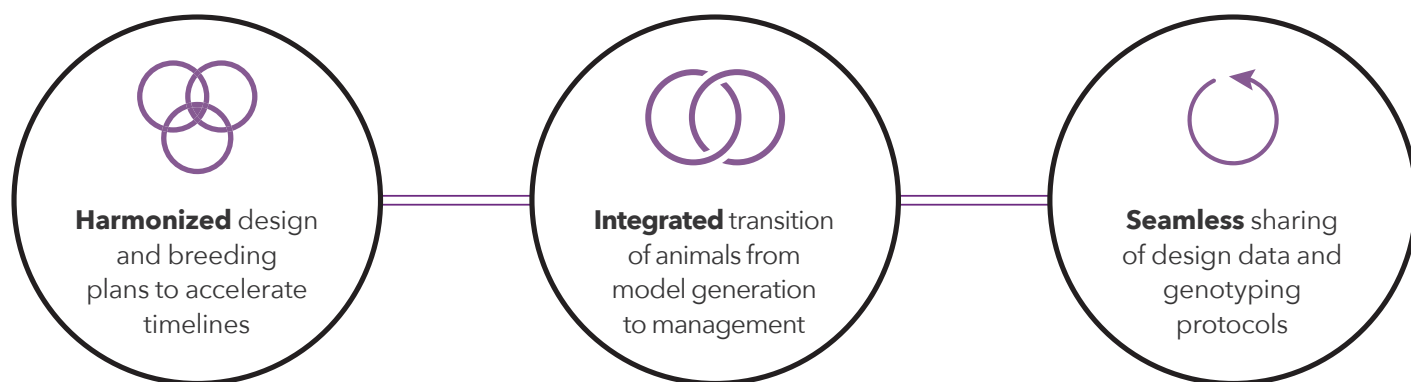 Harmonized design
and breeding
plans to accelerate
timelines
Integrated transition
of animals from
model generation
to management
Seamless sharing
of design data and
genotyping
protocols